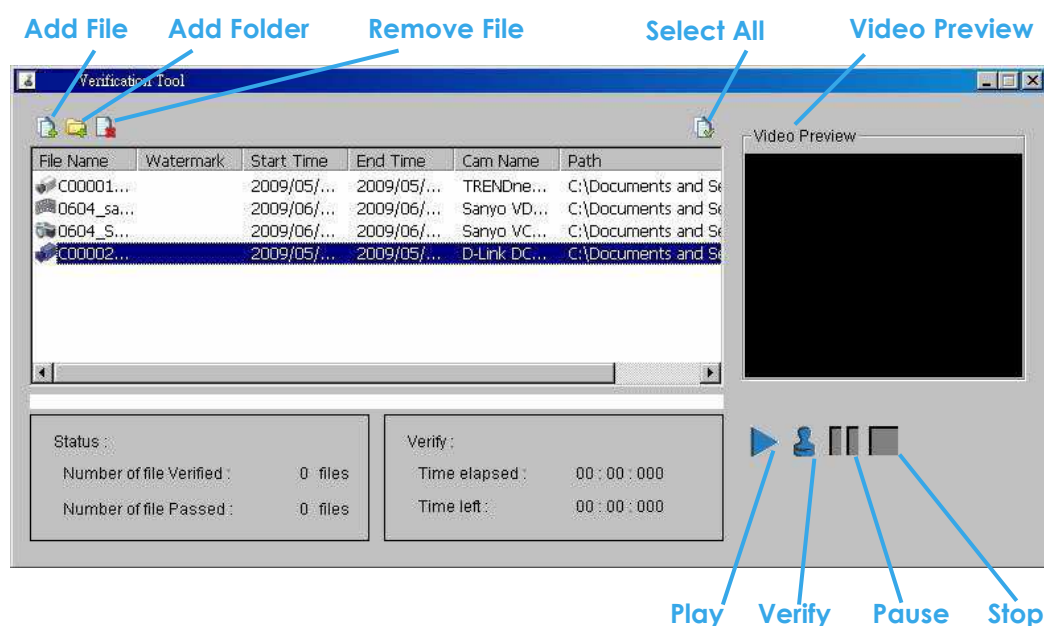 Add File Add Folder Remove File Select All Video Preview
Verification Tool
Video Preview
File Name Watermark Start Time End Time Cam Name Path
C00001... 2009/05/... 2009/05/... TRENDne... C:\Documents and Se
0604_sa... 2009/06/... 2009/06/... Sanyo VD... C:\Documents and Se
0604_S... 2009/06/... 2009/06/... Sanyo VC... C:\Documents and Se
C00002... 2009/05/... 2009/05/... D-Link DC... C:\Documents and Se
Status :
Number of file Verified : 0 files
Number of file Passed : 0 files
Verify :
Time elapsed : 00 : 00 : 000
Time left : 00 : 00 : 000
Play Verify Pause Stop